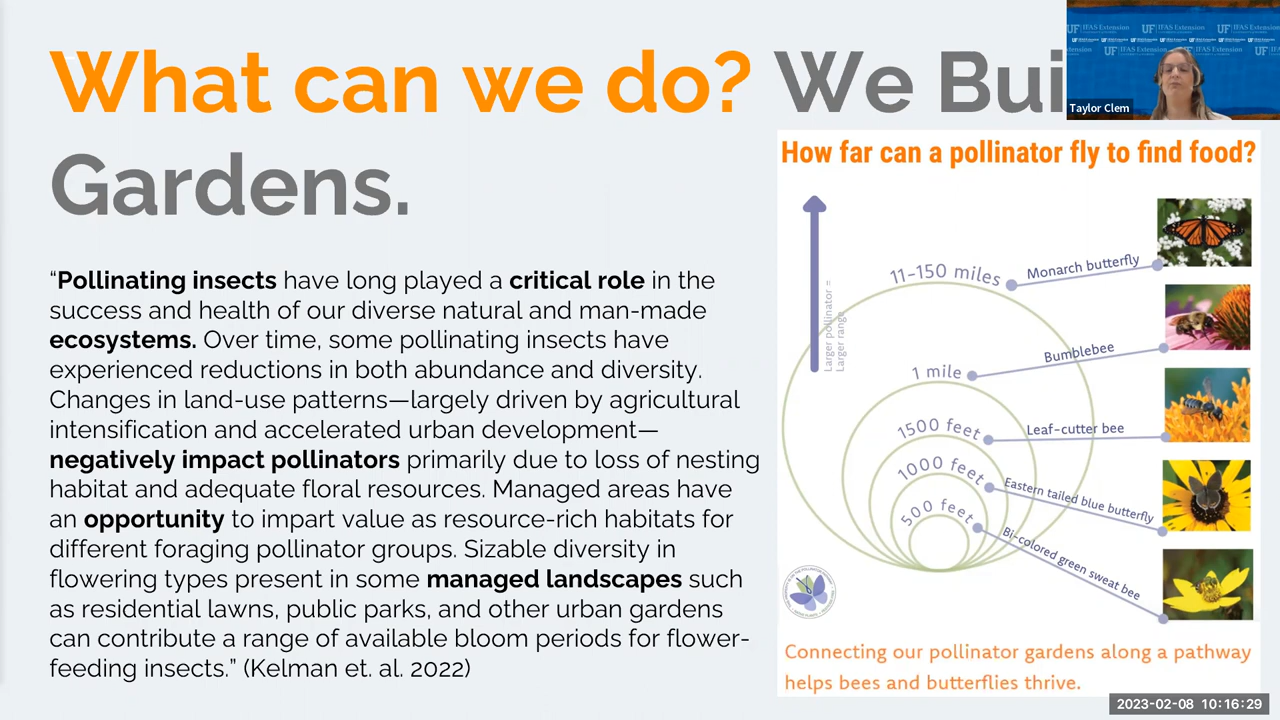 What can we do? We Bui
Gardens.
“Pollinating insects have long played a critical role in the
success and health of our diverse natural and man-made
ecosystems. Over time, some pollinating insects have
experienced reductions in both abundance and diversity.
Changes in land-use patterns—largely driven by agricultural
intensification and accelerated urban development—
negatively impact pollinators primarily due to loss of nesting
habitat and adequate floral resources. Managed areas have
an opportunity to impart value as resource-rich habitats for
different foraging pollinator groups. Sizable diversity in
flowering types present in some managed landscapes such
as residential lawns, public parks, and other urban gardens
can contribute a range of available bloom periods for flower-
feeding insects.” (Kelman et. al. 2022)
UF IFAS Extension
Taylor Clem
How far can a pollinator fly to find food?
Larger pollinator =
Larger range
11-150 miles
Monarch butterfly
1 mile
Bumblebee
1500 feet
Leaf-cutter bee
1000 feet
Eastern tailed blue butterfly
500 feet
Bi-colored green sweat bee
Connecting our pollinator gardens along a pathway
helps bees and butterflies thrive.
2023-02-08 10:16:29